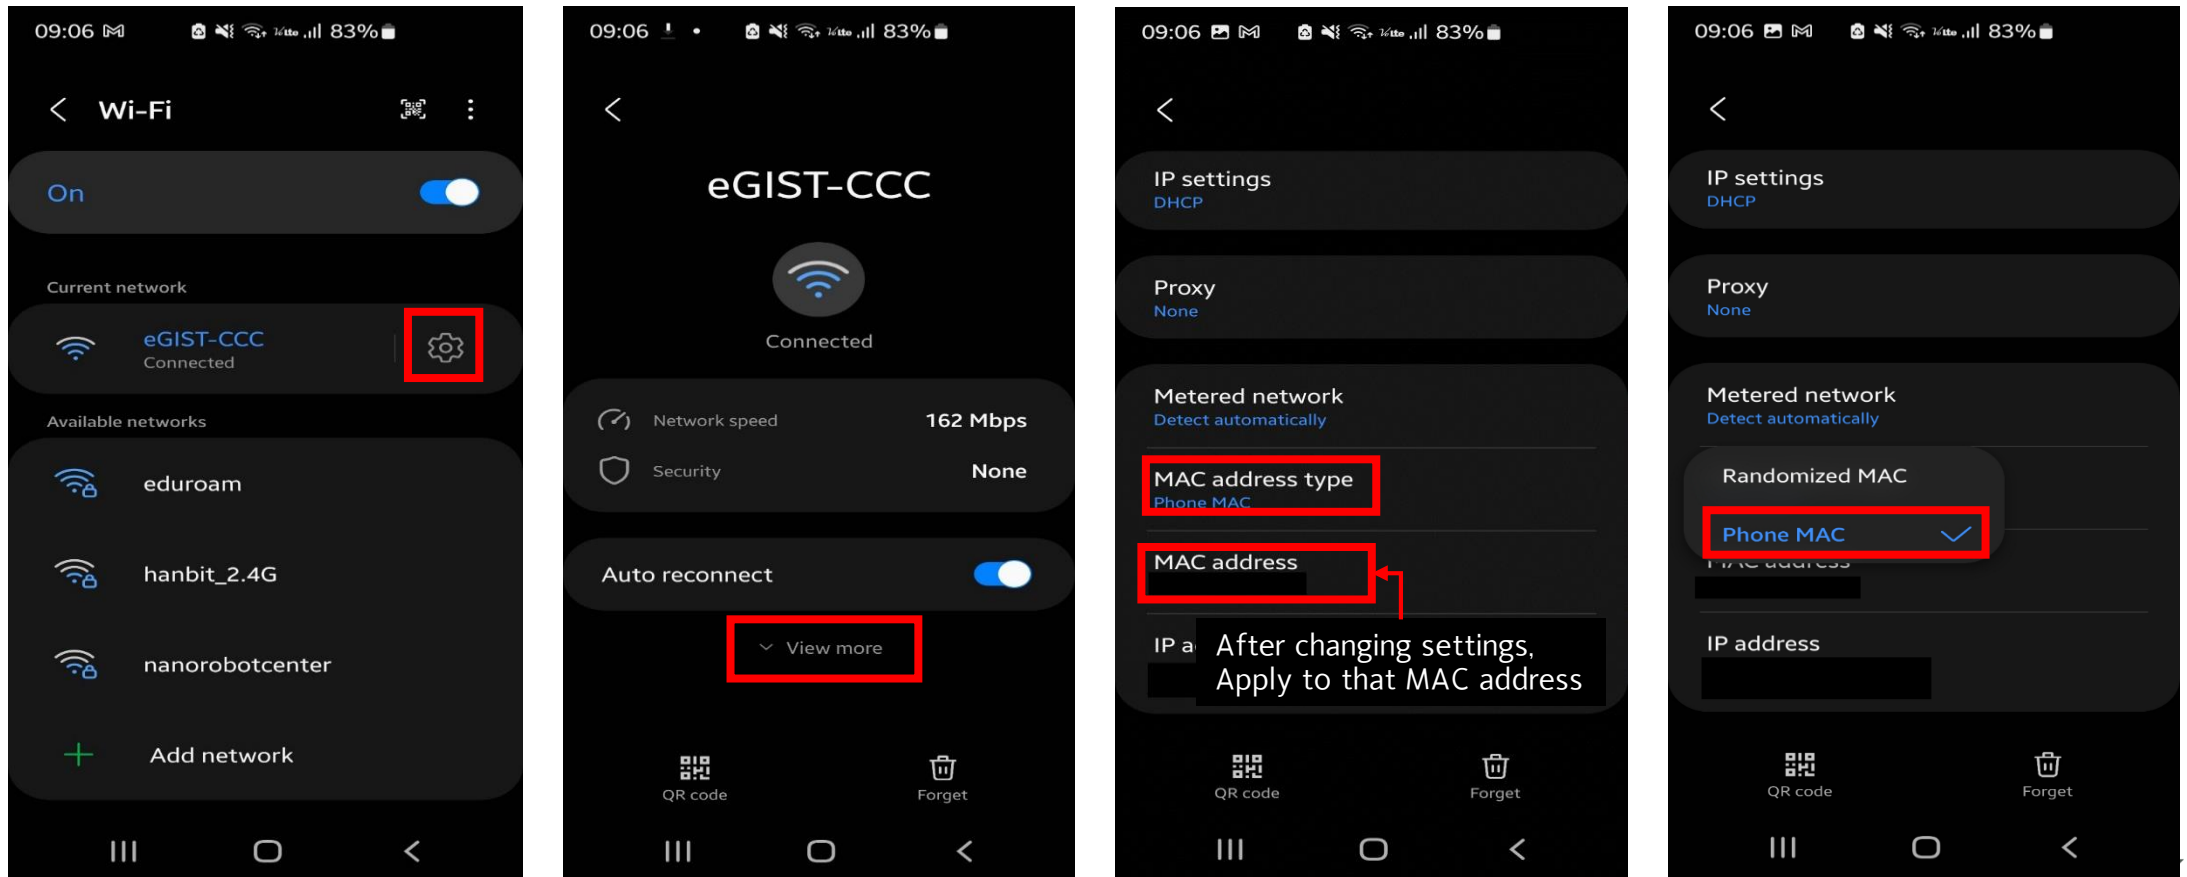 09:06 83%
Wi-Fi
On
Current network
eGIST-CCC
Connected
Available networks
eduroam
hanbit_2.4G
nanorobotcenter
Add network
09:06 83%
eGIST-CCC
Connected
Network speed 162 Mbps
Security None
Auto reconnect
View more
QR code Forget
09:06 83%
IP settings
DHCP
Proxy
None
Metered network
Detect automatically
MAC address type
Phone MAC
MAC address
IP a
After changing settings,
Apply to that MAC address
QR code Forget
09:06 83%
IP settings
DHCP
Proxy
None
Metered network
Detect automatically
Randomized MAC
Phone MAC
MAC address
IP address
QR code Forget